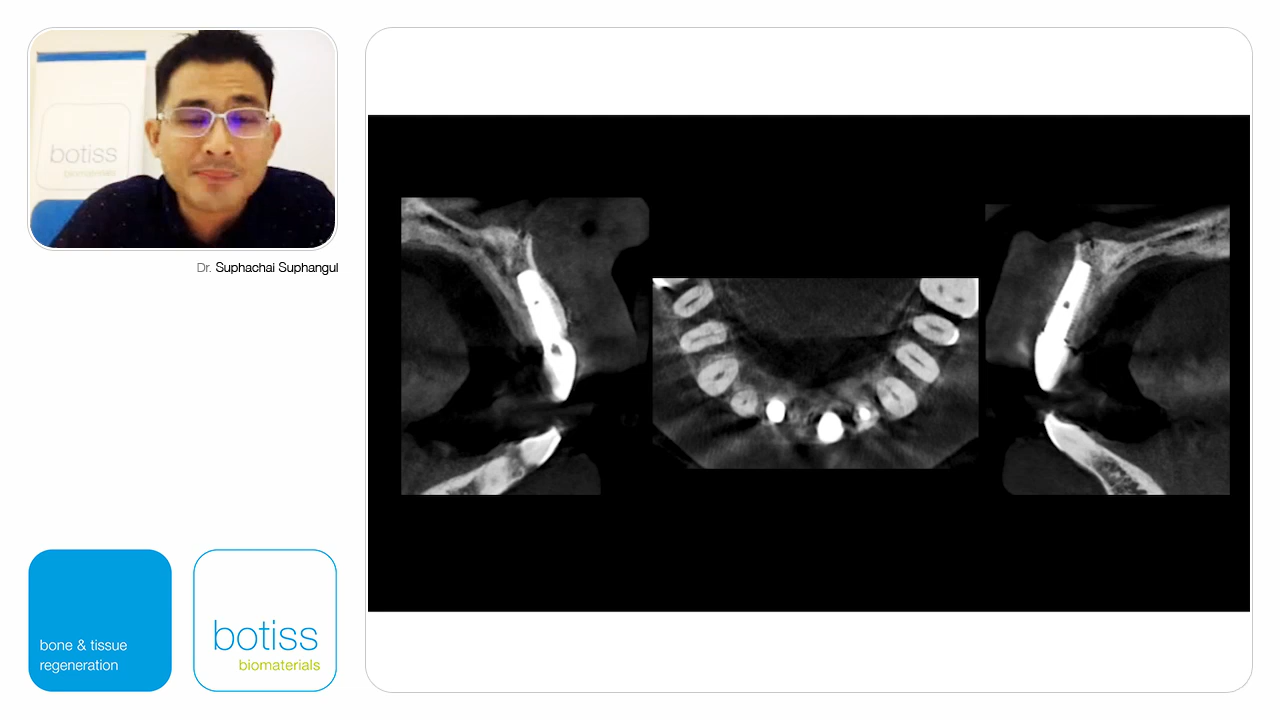 botiss
biomaterials
Dr. Suphachai Suphangul
bone & tissue
regeneration
botiss
biomaterials